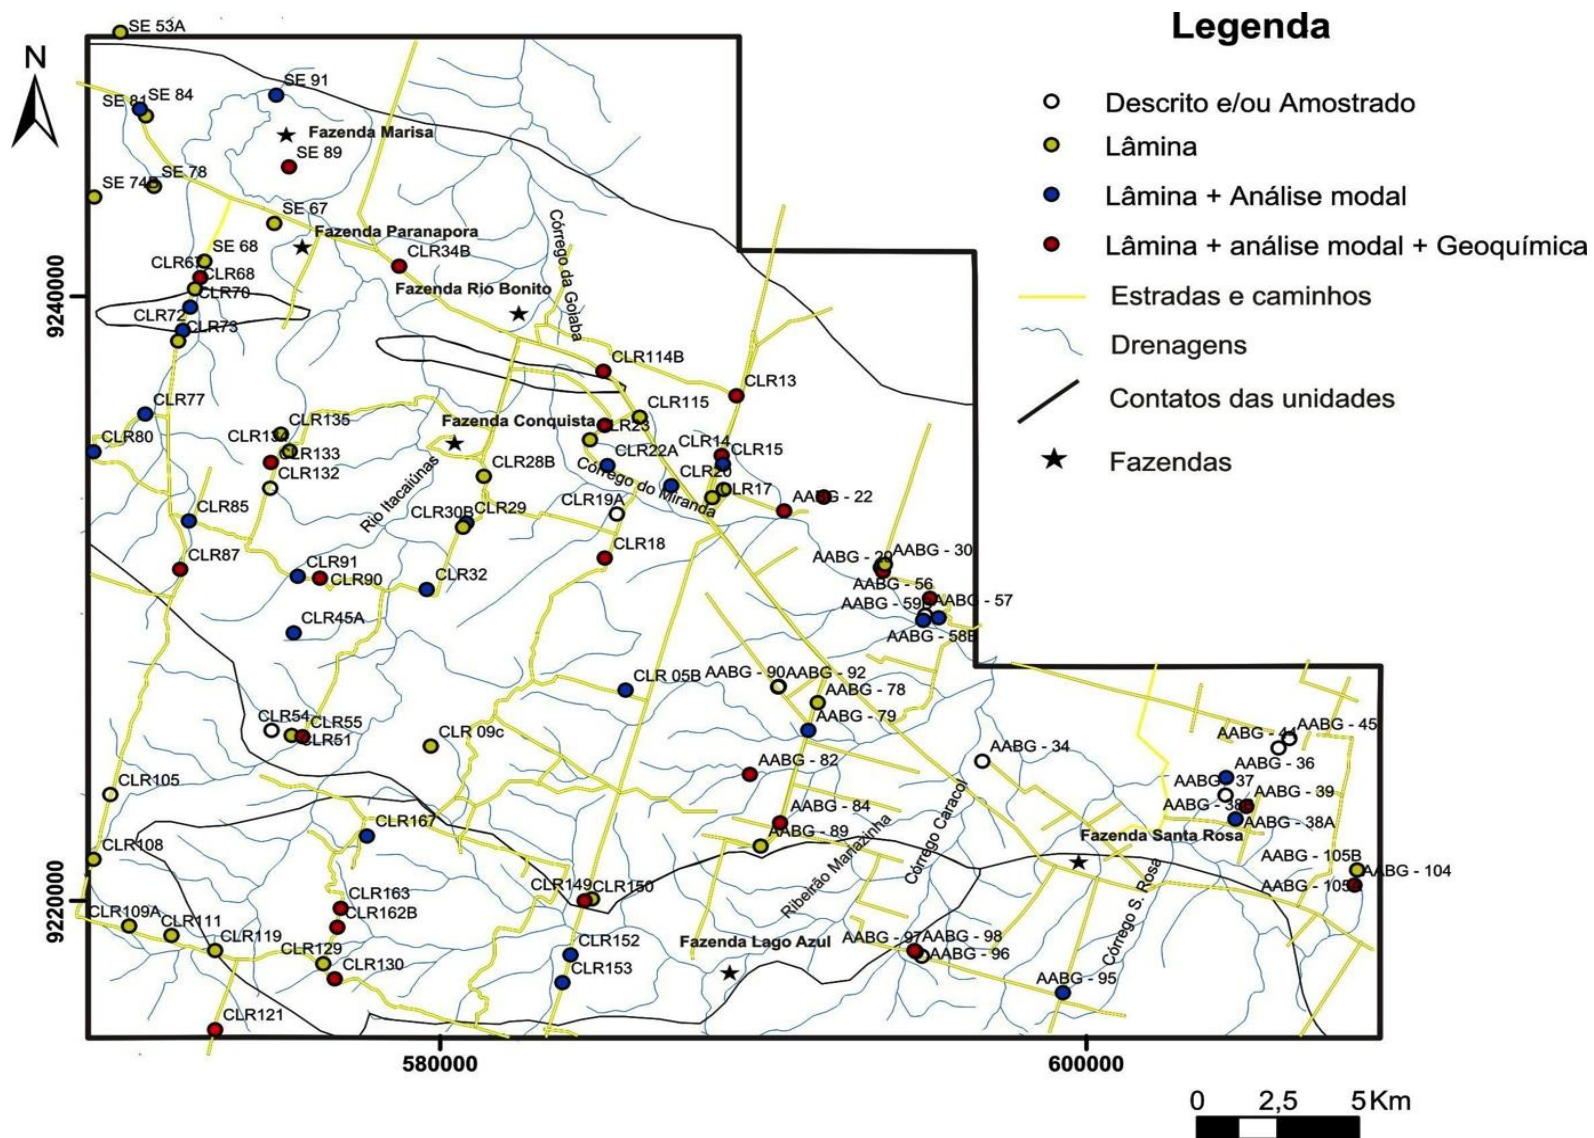 Legenda
Descrito e/ou Amostrado
Lâmina
Lâmina + Análise modal
Lâmina + análise modal + Geoquímica
Estradas e caminhos
Drenagens
Contatos das unidades
Fazendas
N
SE 53A
SE 91
SE 81
SE 84
Fazenda Marisa
SE 89
SE 78
SE 67
Fazenda Paranapora
SE 68
CLR34B
CLR68
Córrego da Goiaba
CLR70
Fazenda Rio Bonito
9240000
CLR72
CLR73
CLR114B
CLR13
CLR77
CLR135
CLR115
Fazenda Conquista
CLR80
CLR133
CLR132
CLR22A
CLR14
CLR15
CLR28B
Córrego do Miranda
CLR20
Rio Itacaiúnas
CLR19A
AABG - 22
CLR85
CLR30B
CLR29
CLR87
CLR91
CLR90
CLR32
CLR18
AABG - 30
AABG - 56
AABG - 57
AABG - 58B
CLR45A
CLR 05B
AABG - 90
AABG - 92
AABG - 78
AABG - 79
CLR54
CLR55
CLR 09c
AABG - 34
AABG - 45
AABG - 44
AABG - 36
AABG - 37
AABG - 39
AABG - 38A
AABG - 82
AABG - 84
AABG - 89
CLR105
CLR167
CLR108
Ribeirão Mariazinha
Córrego Caracol
Fazenda Santa Rosa
AABG - 105B
AABG - 104
Córrego S. Rosa
9220000
CLR163
CLR162B
CLR149
CLR150
CLR109A
CLR111
CLR119
CLR129
CLR130
CLR152
CLR153
Fazenda Lago Azul
AABG - 97
AABG - 98
AABG - 96
AABG - 95
CLR121
580000
600000
0 2,5 5Km